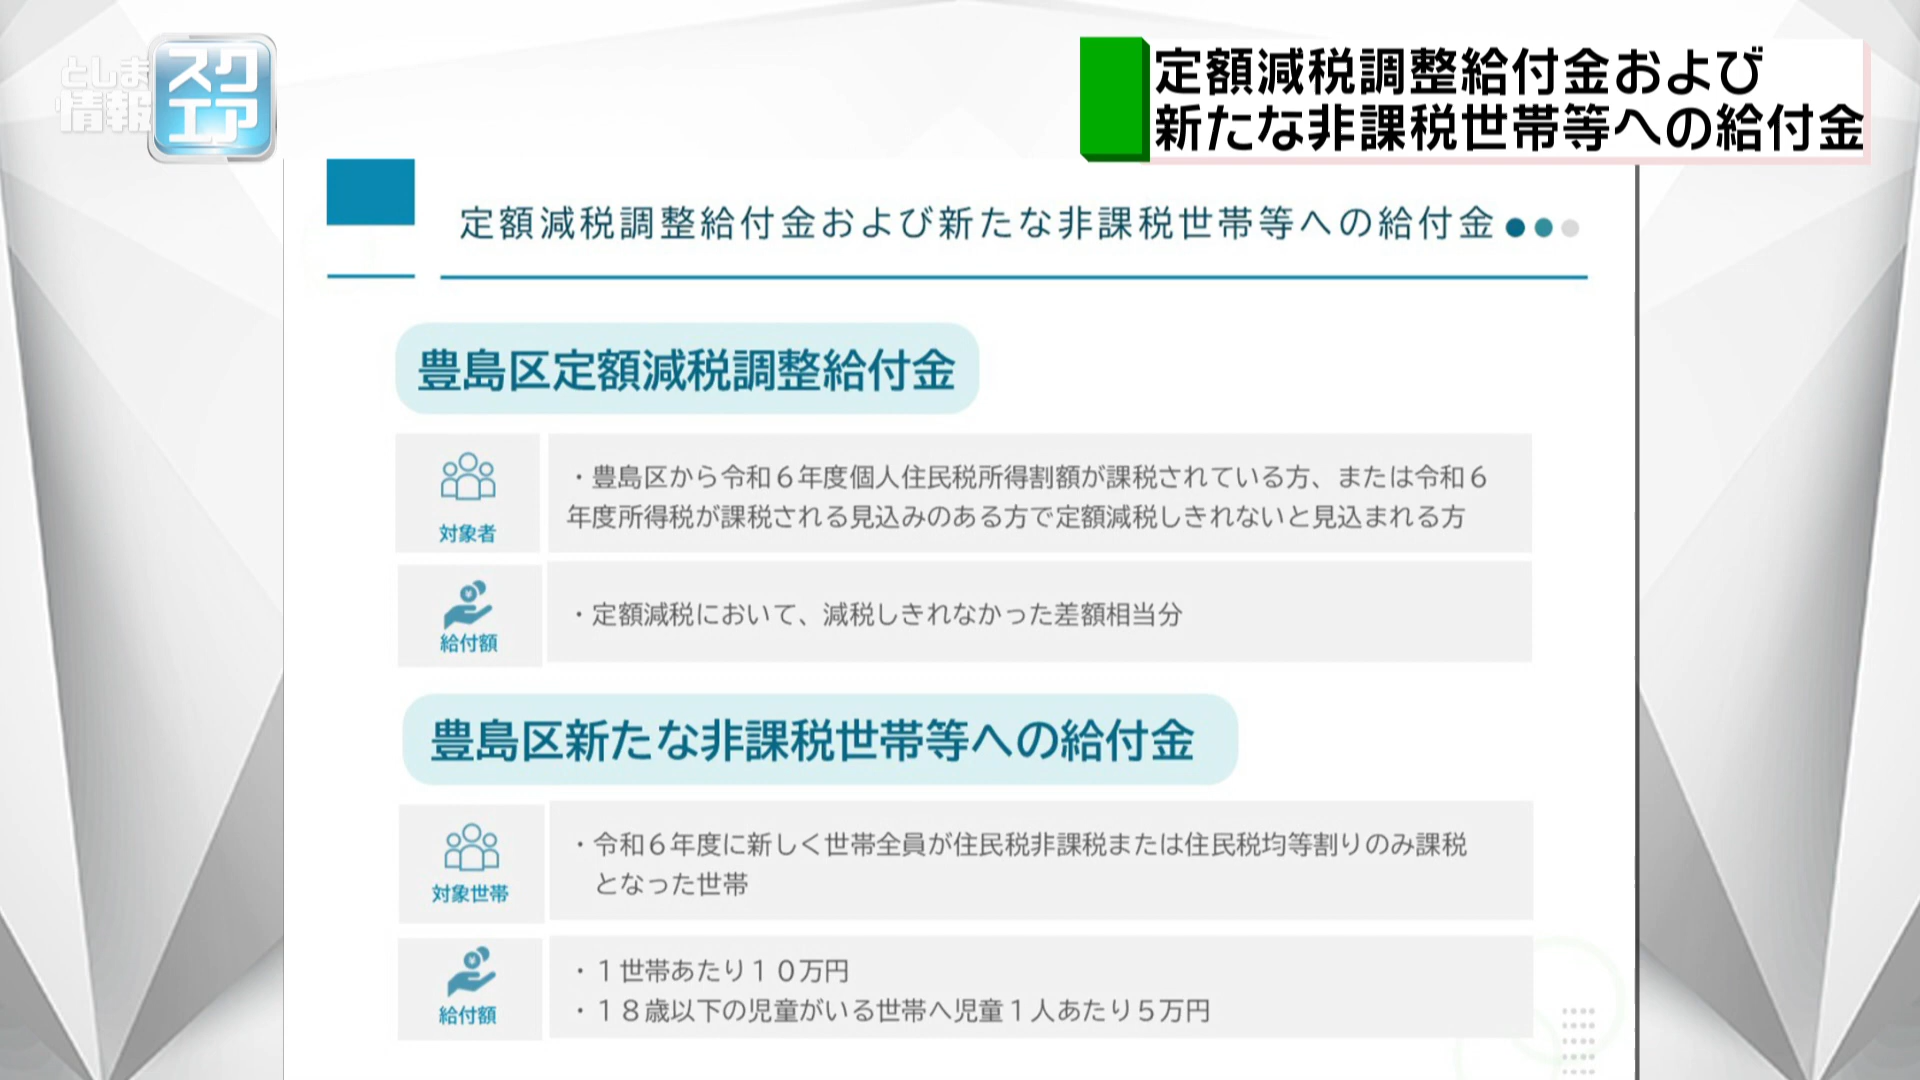 としま
情報
スク
エア
定額減税調整給付金および
新たな非課税世帯等への給付金
定額減税調整給付金および新たな非課税世帯等への給付金
豊島区定額減税調整給付金
対象者
・豊島区から令和６年度個人住民税所得割額が課税されている方、または令和６
年度所得税が課税される見込みのある方で定額減税しきれないと見込まれる方
給付額
・定額減税において、減税しきれなかった差額相当分
豊島区新たな非課税世帯等への給付金
対象世帯
・令和６年度に新しく世帯全員が住民税非課税または住民税均等割りのみ課税
となった世帯
給付額
・１世帯あたり１０万円
・１８歳以下の児童がいる世帯へ児童１人あたり５万円